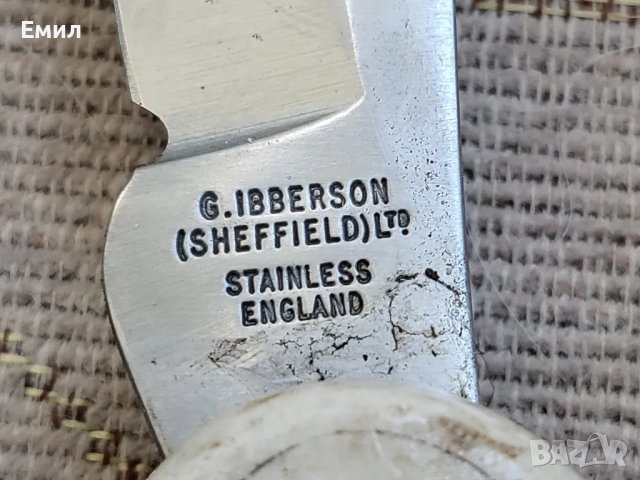 Емил
G. IBBERSON
(SHEFFIELD) LTD
STAINLESS
ENGLAND
BAZAR